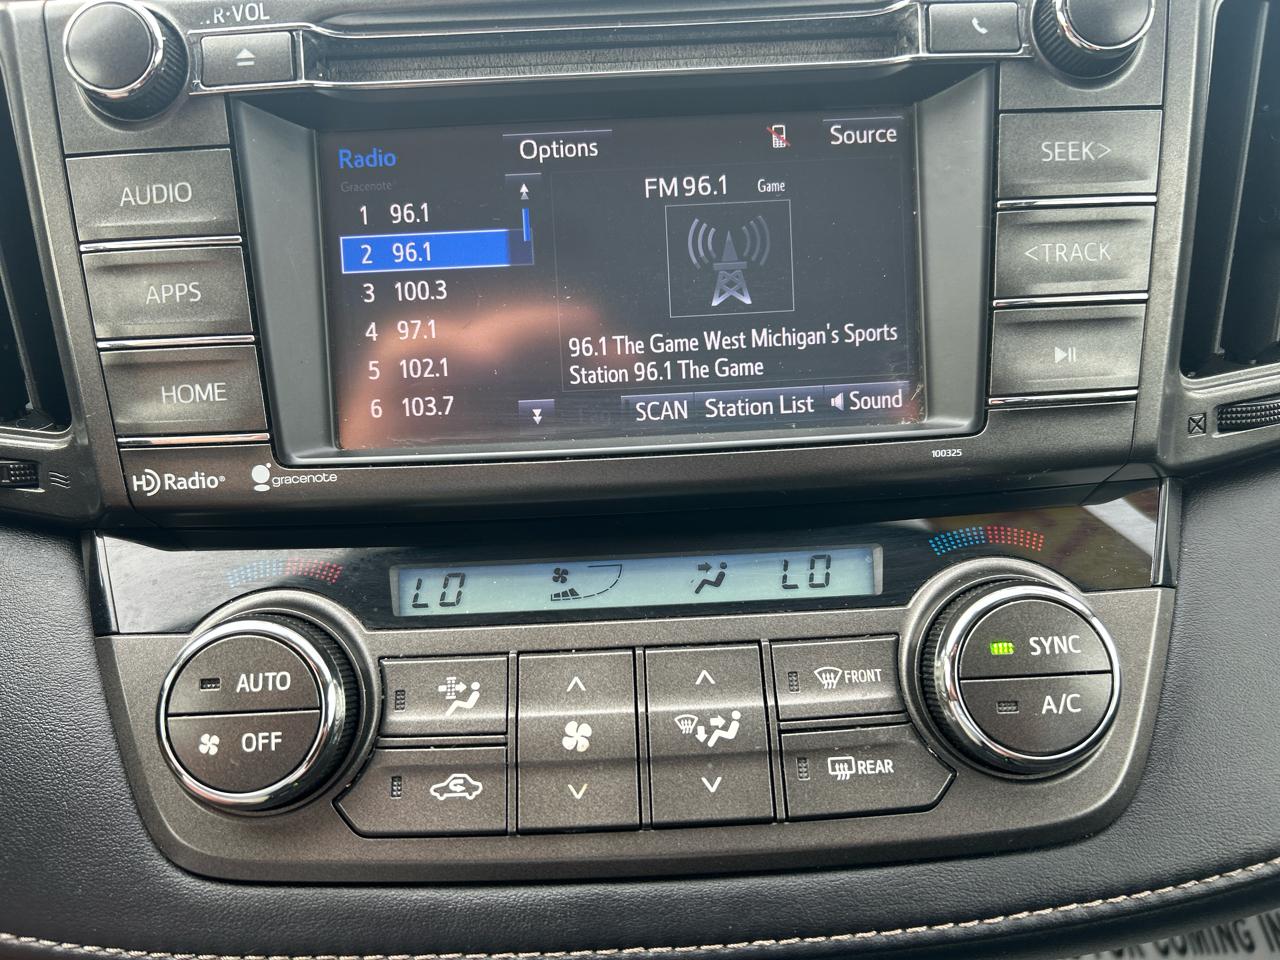 R·VOL
AUDIO
APPS
HOME
Radio
Gracenote®
Options
Source
1 96.1
2 96.1
3 100.3
4 97.1
5 102.1
6 103.7
FM 96.1 Game
96.1 The Game West Michigan's Sports
Station 96.1 The Game
SCAN
Station List
Sound
SEEK>
<TRACK
HD Radio®
gracenote
100325
LO
LO
AUTO
OFF
FRONT
REAR
SYNC
A/C
COMING IN